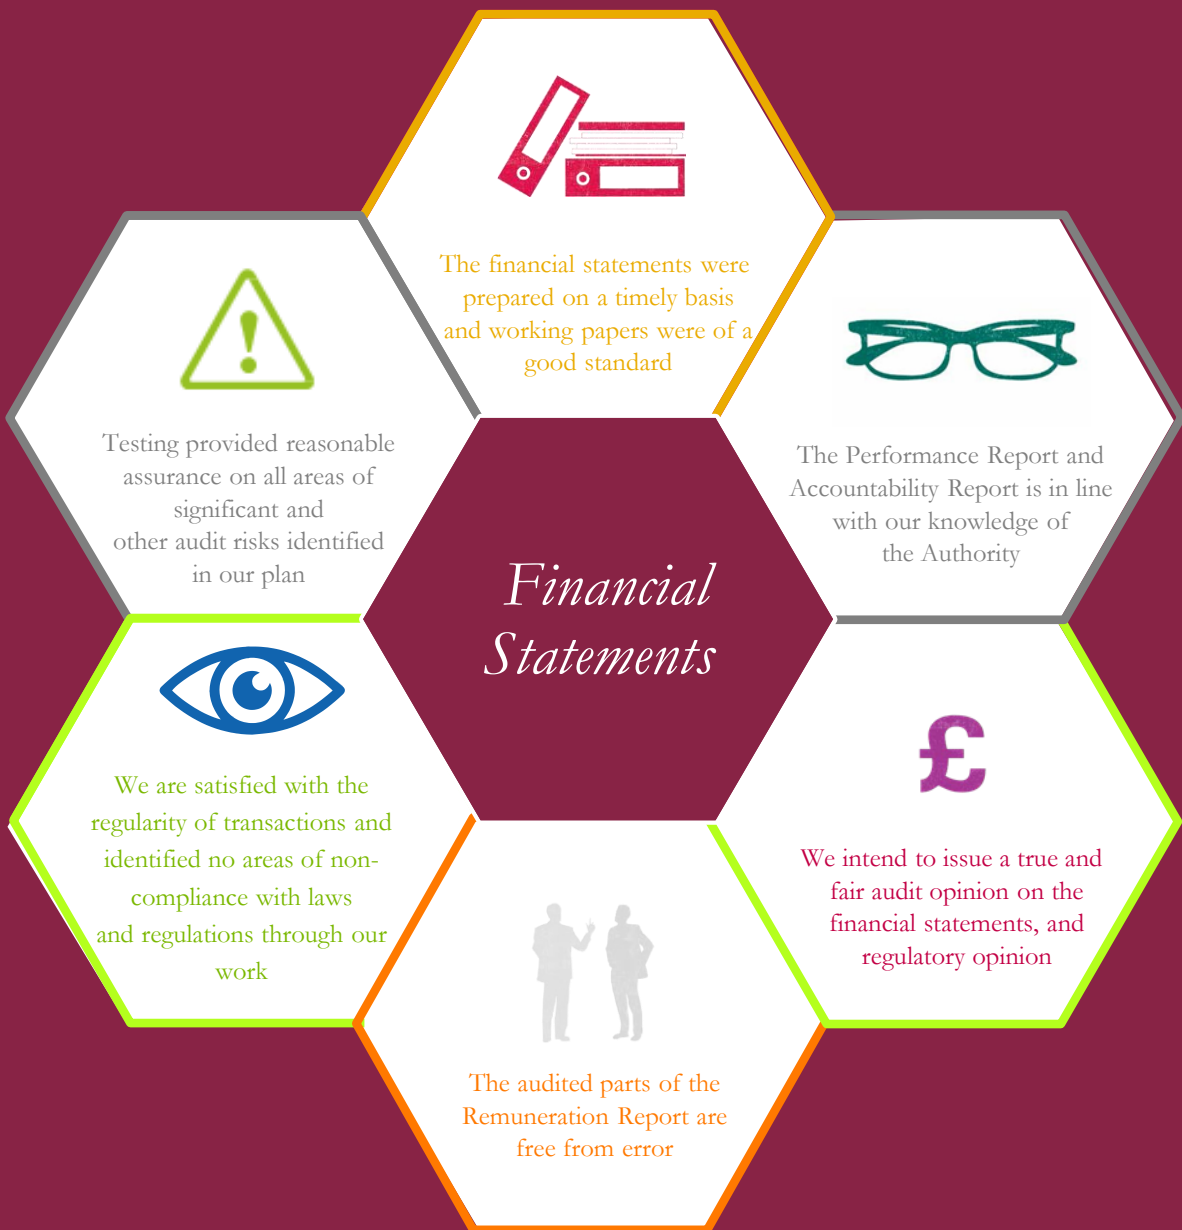 The financial statements were
prepared on a timely basis
and working papers were of a
good standard
Testing provided reasonable
assurance on all areas of
significant and
other audit risks identified
in our plan
The Performance Report and
Accountability Report is in line
with our knowledge of
the Authority
Financial
Statements
We are satisfied with the
regularity of transactions and
identified no areas of non-
compliance with laws
and regulations through our
work
£
We intend to issue a true and
fair audit opinion on the
financial statements, and
regulatory opinion
The audited parts of the
Remuneration Report are
free from error